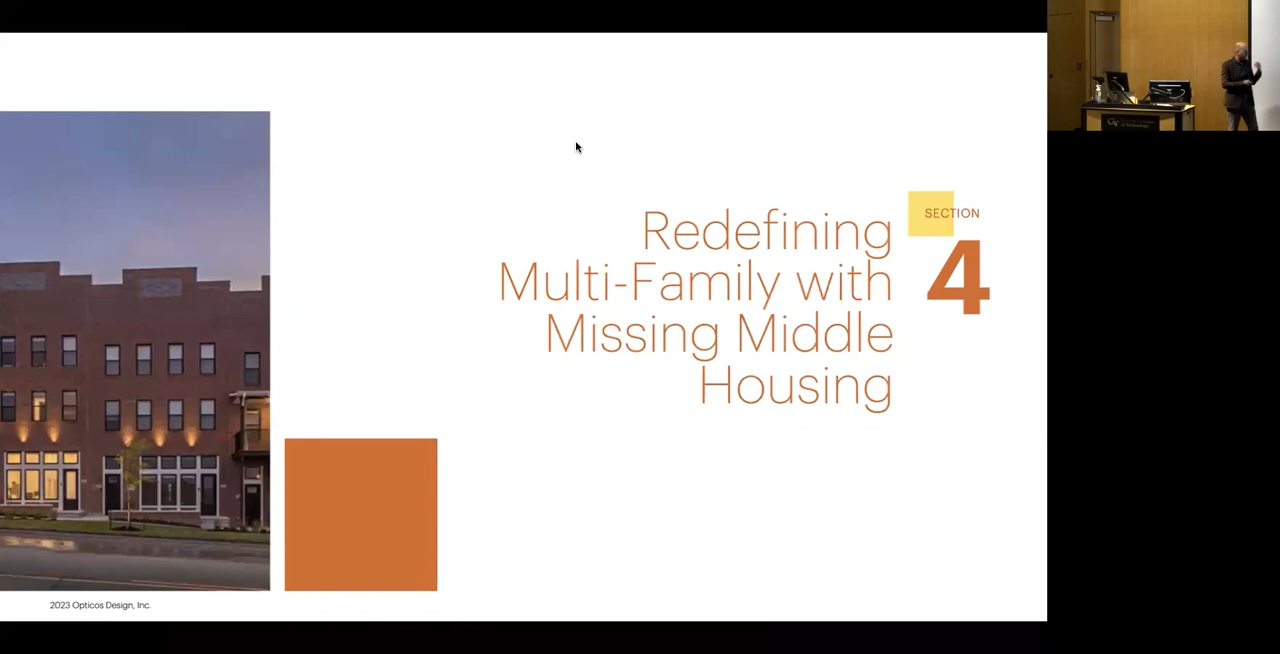 Redefining
Multi-Family with
Missing Middle
Housing
SECTION
4
2023 Opticos Design, Inc.